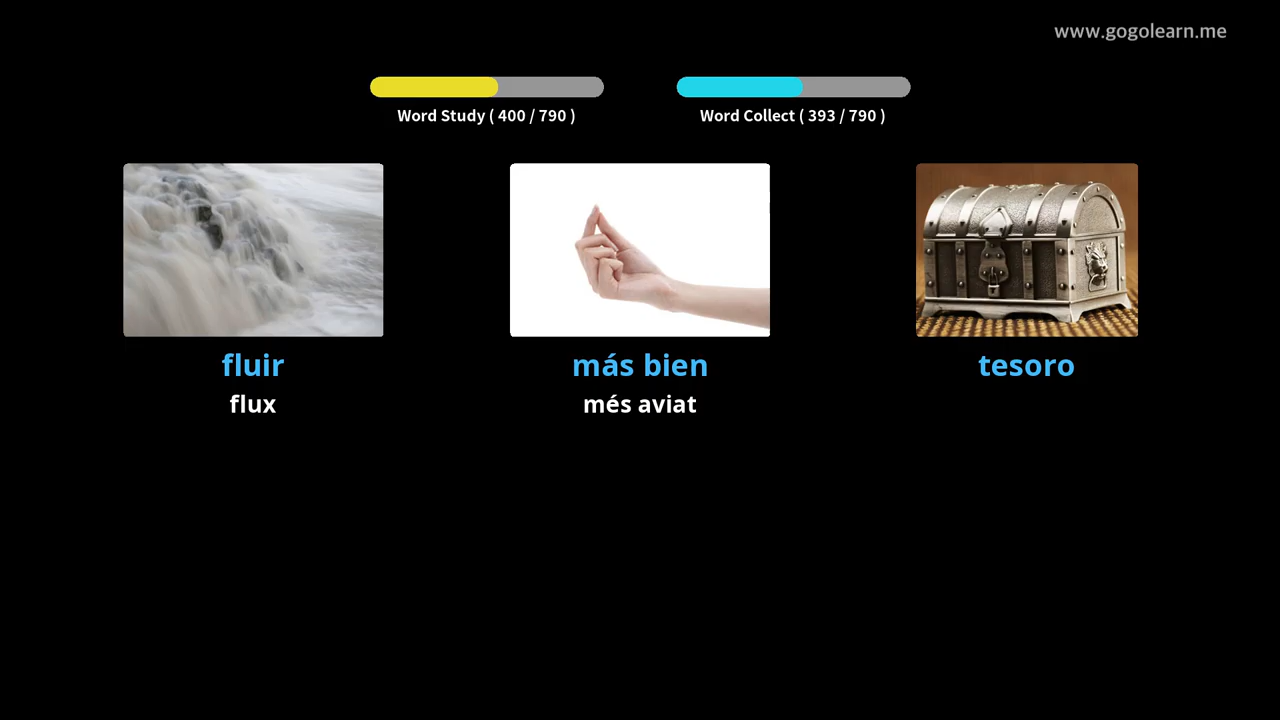 www.gogolearn.me
Word Study ( 400 / 790 )
Word Collect ( 393 / 790 )
fluir
más bien
tesoro
flux
més aviat